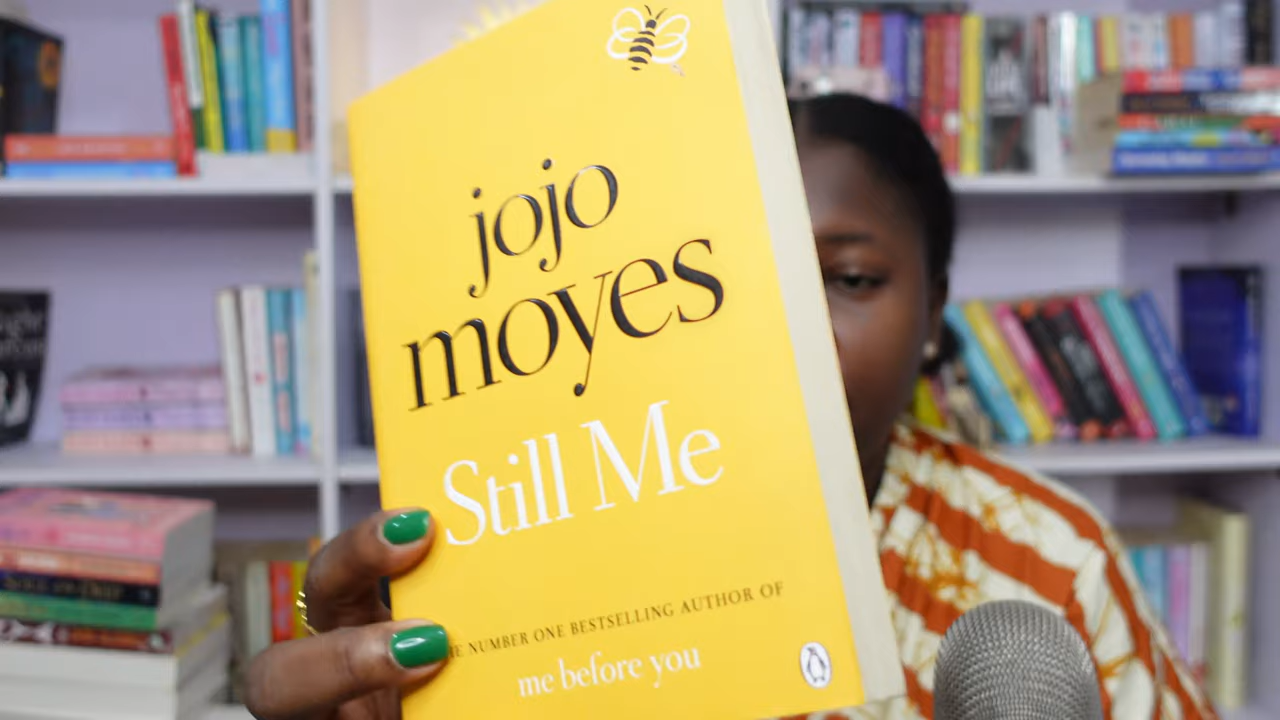 jojo
moyes
Still Me
NUMBER ONE BESTSELLING AUTHOR OF
me before you